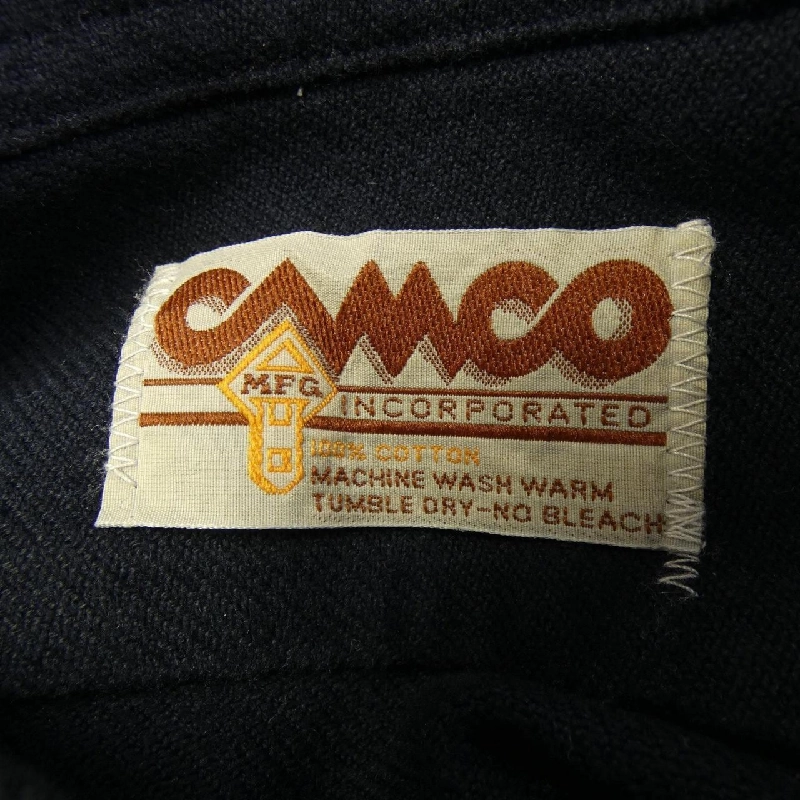 CAMCO
MFG
INCORPORATED
100% COTTON
MACHINE WASH WARM
TUMBLE DRY-NO BLEACH